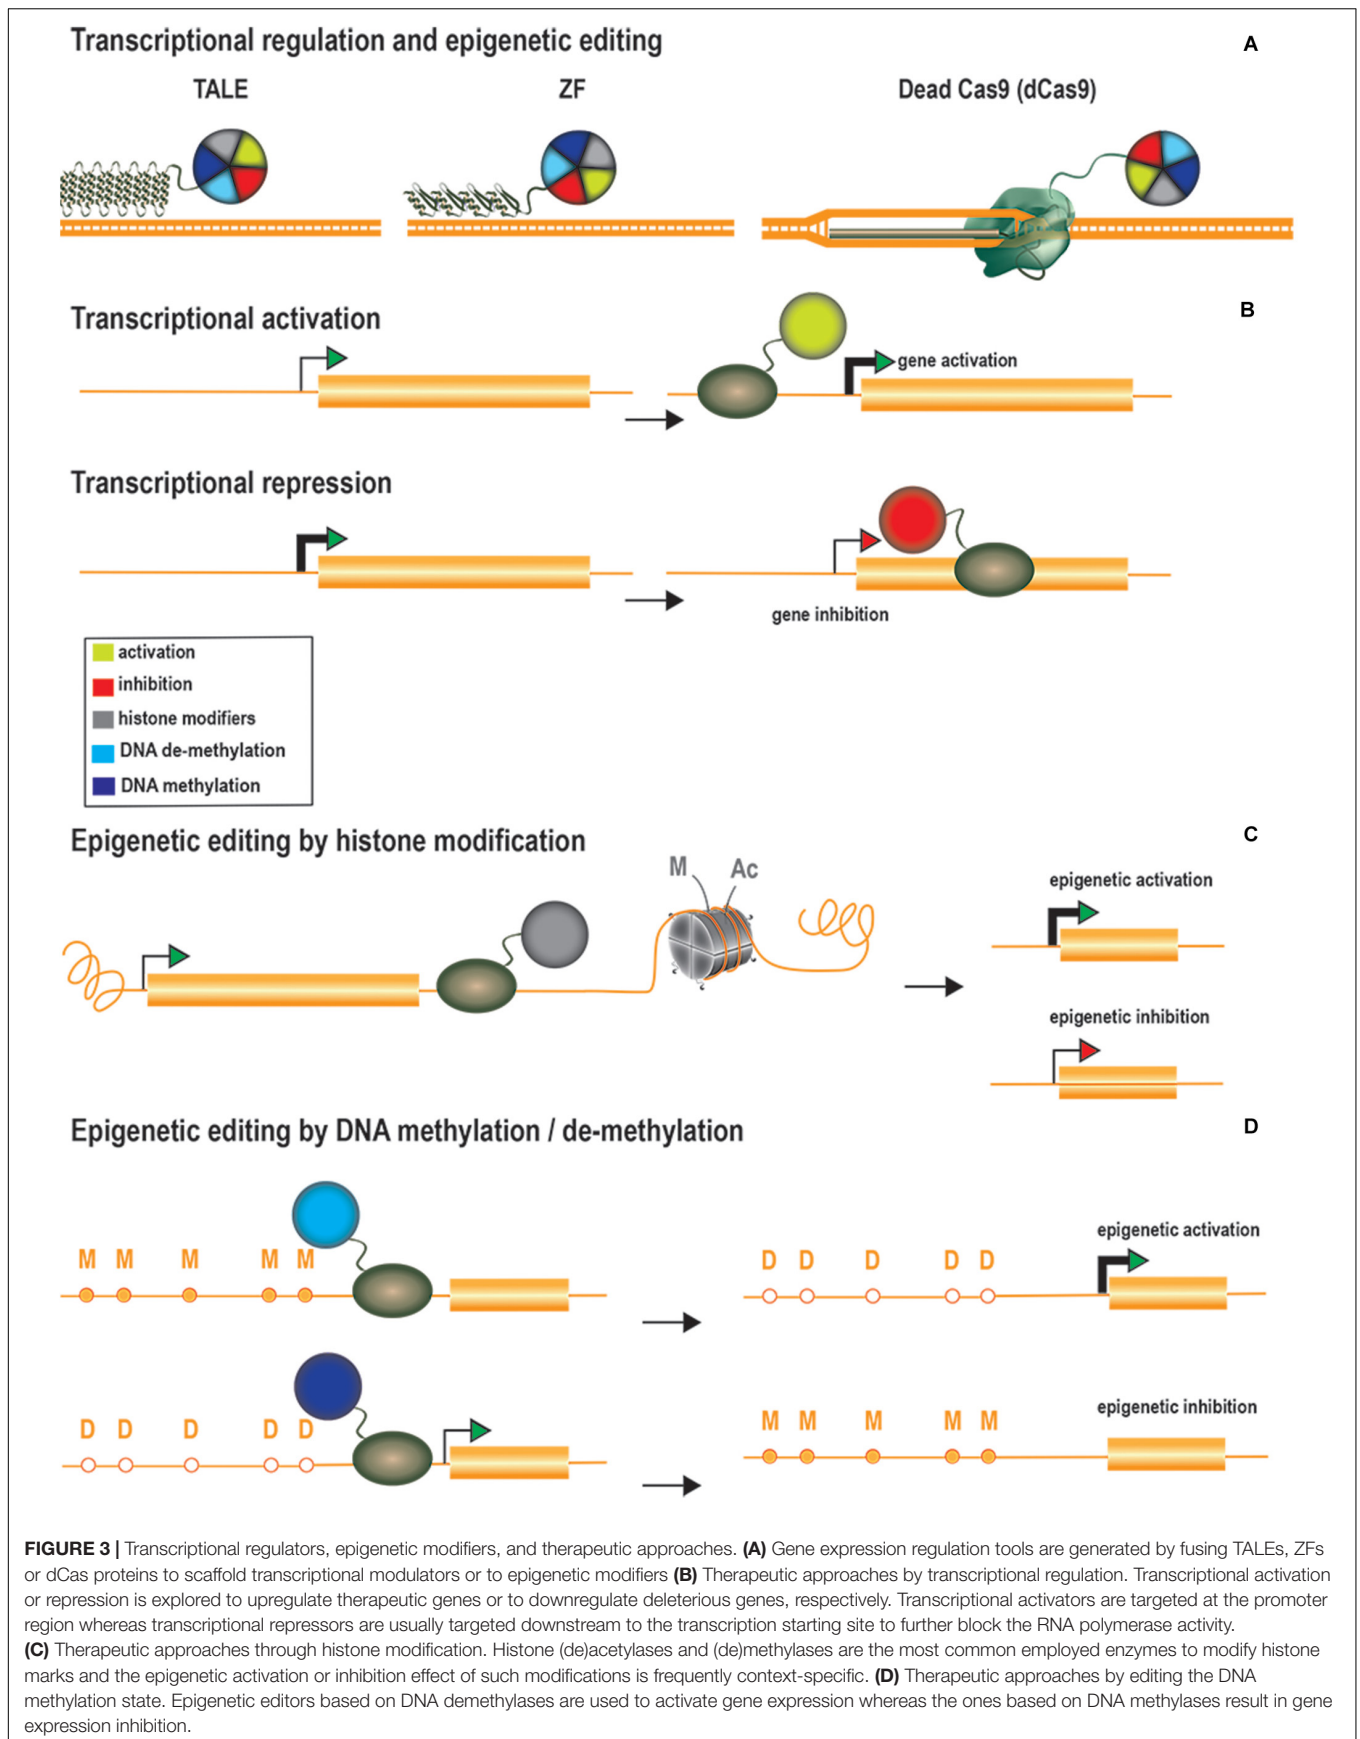 Transcriptional regulation and epigenetic editing
A
TALE
ZF
Dead Cas9 (dCas9)
Transcriptional activation
B
gene activation
Transcriptional repression
gene inhibition
activation
inhibition
histone modifiers
DNA de-methylation
DNA methylation
Epigenetic editing by histone modification
C
M
Ac
epigenetic activation
epigenetic inhibition
Epigenetic editing by DNA methylation / de-methylation
D
M M M M M
D D D D D
epigenetic activation
D D D D D
M M M M M
epigenetic inhibition
FIGURE 3 | Transcriptional regulators, epigenetic modifiers, and therapeutic approaches. (A) Gene expression regulation tools are generated by fusing TALEs, ZFs
or dCas proteins to scaffold transcriptional modulators or to epigenetic modifiers (B) Therapeutic approaches by transcriptional regulation. Transcriptional activation
or repression is explored to upregulate therapeutic genes or to downregulate deleterious genes, respectively. Transcriptional activators are targeted at the promoter
region whereas transcriptional repressors are usually targeted downstream to the transcription starting site to further block the RNA polymerase activity.
(C) Therapeutic approaches through histone modification. Histone (de)acetylases and (de)methylases are the most common employed enzymes to modify histone
marks and the epigenetic activation or inhibition effect of such modifications is frequently context-specific. (D) Therapeutic approaches by editing the DNA
methylation state. Epigenetic editors based on DNA demethylases are used to activate gene expression whereas the ones based on DNA methylases result in gene
expression inhibition.